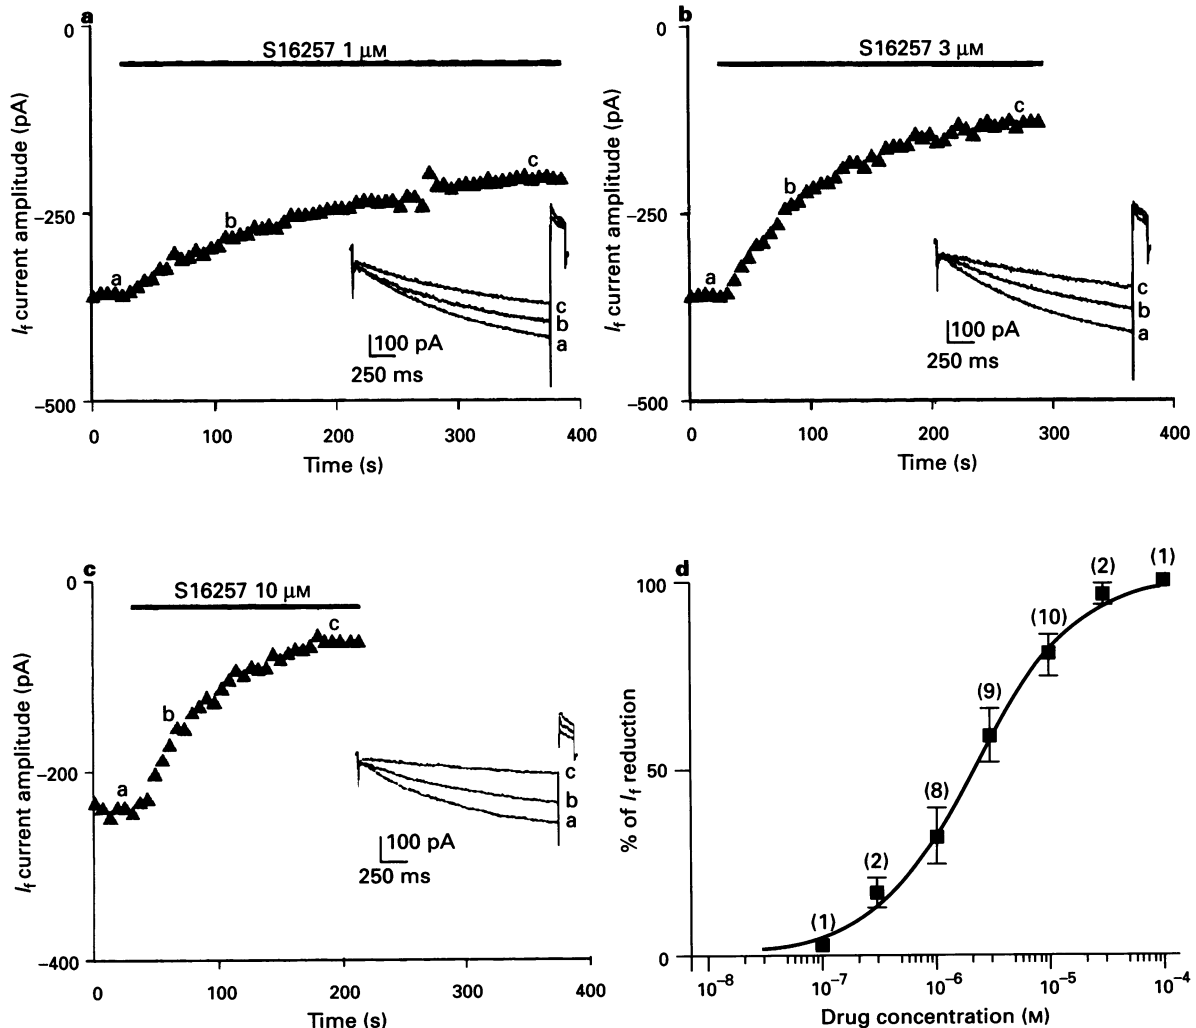 a
0
S16257 1 μM
If current amplitude (pA)
c
–250
b
a
c
b
a
100 pA
250 ms
–500
0 100 200 300 400
Time (s)
b
0
S16257 3 μM
If current amplitude (pA)
c
b
–250
a
c
b
a
100 pA
250 ms
–500
0 100 200 300 400
Time (s)
c
0
S16257 10 μM
If current amplitude (pA)
c
b
–200
a
c
b
a
100 pA
250 ms
–400
0 100 200 300 400
Time (s)
d
(1)
(2)
100
(10)
(9)
% of If reduction
50
(8)
(2)
(1)
0
10–8 10–7 10–6 10–5 10–4
Drug concentration (M)